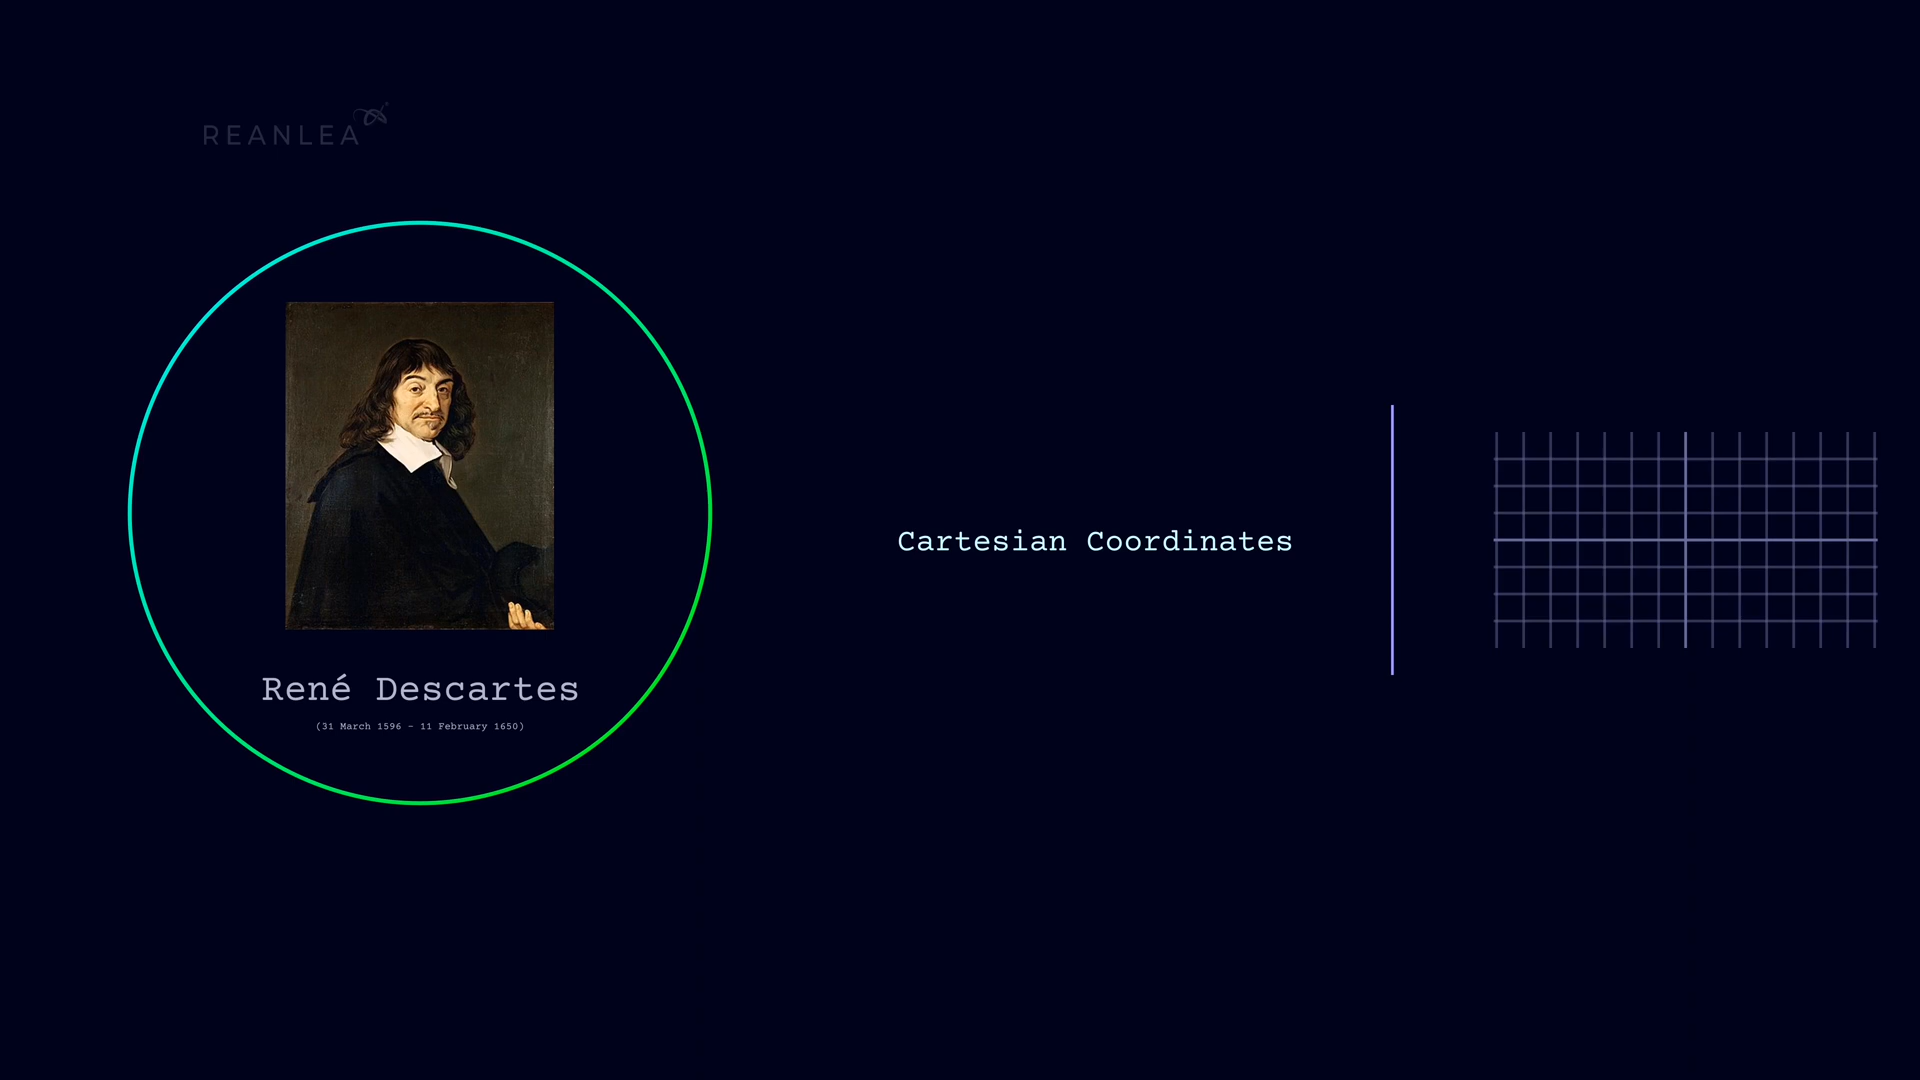 REANLEA
René Descartes
(31 March 1596 – 11 February 1650)
Cartesian Coordinates